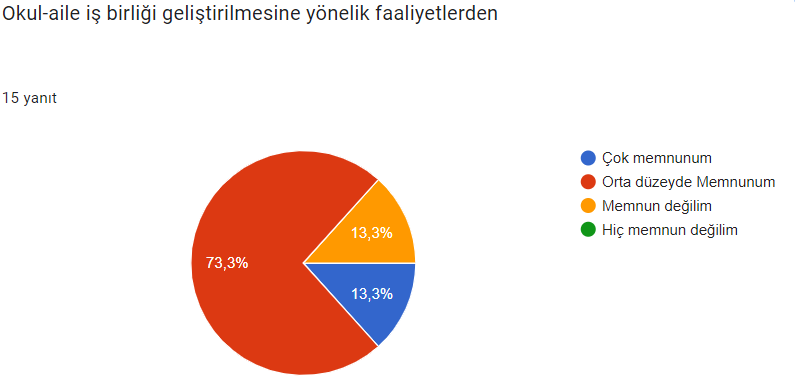 Okul-aile iş birliği geliştirilmesine yönelik faaliyetlerden
15 yanıt
Çok memnunum
Orta düzeyde Memnunum
Memnun değilim
Hiç memnun değilim
13,3%
73,3%
13,3%